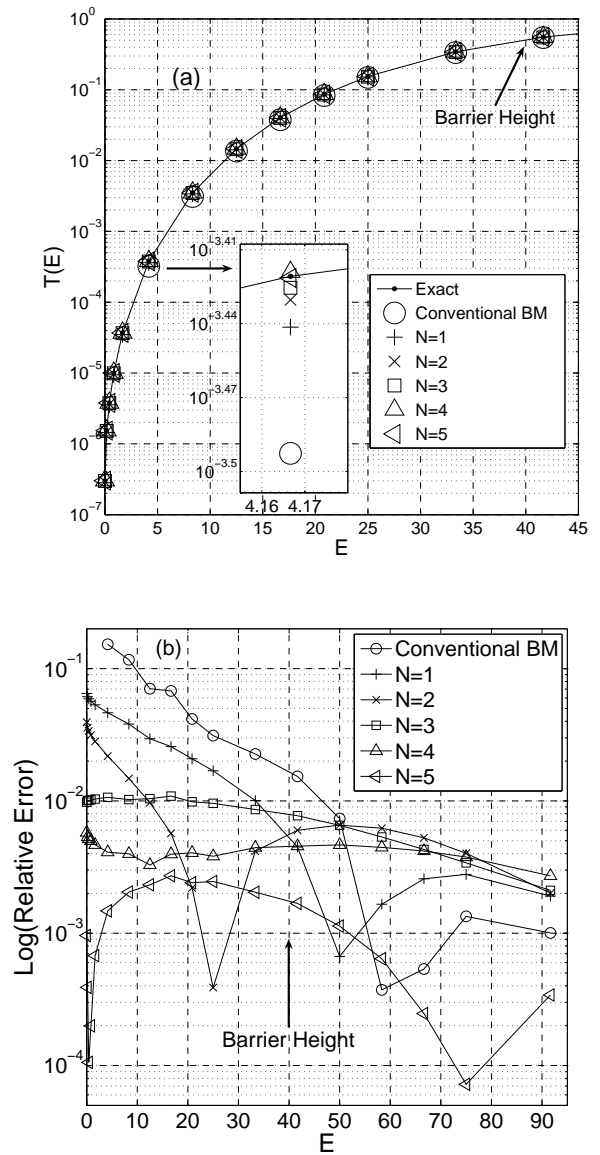 10^0
10^-1
10^-2
10^-3
10^-4
10^-5
10^-6
10^-7
T(E)
(a)
Barrier Height
10^-3.41
10^-3.44
10^-3.47
10^-3.5
4.16 4.17
Exact
Conventional BM
N=1
N=2
N=3
N=4
N=5
0 5 10 15 20 25 30 35 40 45
E
(b)
10^-1
10^-2
10^-3
10^-4
Log(Relative Error)
Conventional BM
N=1
N=2
N=3
N=4
N=5
Barrier Height
0 10 20 30 40 50 60 70 80 90
E